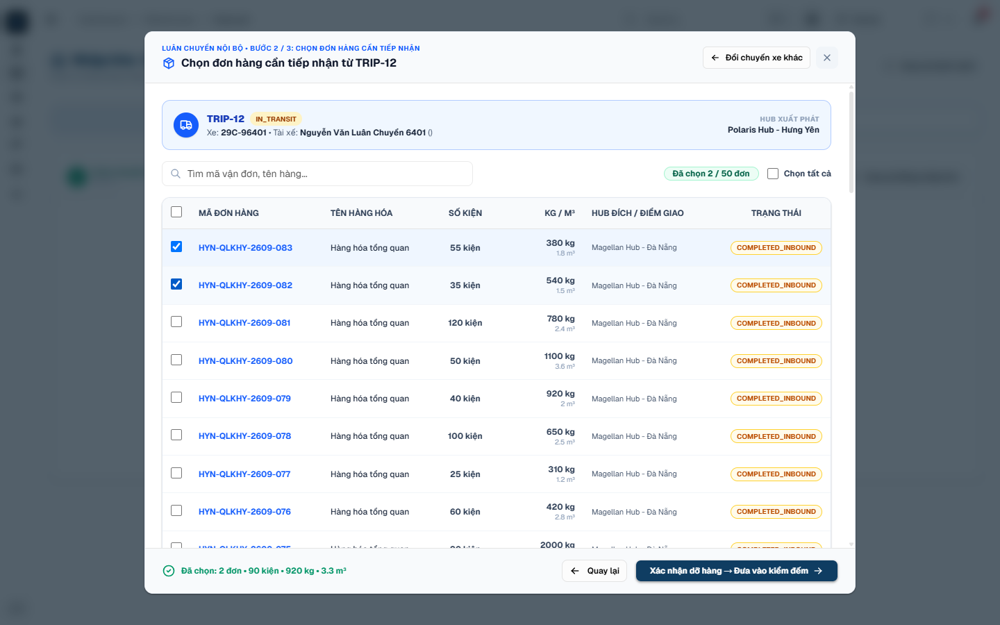 LUÂN CHUYỂN NỘI BỘ • BƯỚC 2 / 3: CHỌN ĐƠN HÀNG CẦN TIẾP NHẬN
Chọn đơn hàng cần tiếp nhận từ TRIP-12
← Đổi chuyến xe khác
TRIP-12 IN_TRANSIT
Xe: 29C-96401 • Tài xế: Nguyễn Văn Luân Chuyển 6401 ()
HUB XUẤT PHÁT
Polaris Hub - Hưng Yên
Tìm mã vận đơn, tên hàng...
Đã chọn 2 / 50 đơn
Chọn tất cả
MÃ ĐƠN HÀNG TÊN HÀNG HÓA SỐ KIỆN KG / M³ HUB ĐÍCH / ĐIỂM GIAO TRẠNG THÁI
HYN-QLKHY-2609-083 Hàng hóa tổng quan 55 kiện 380 kg Magellan Hub - Đà Nẵng COMPLETED_INBOUND
1.8 m³
HYN-QLKHY-2609-082 Hàng hóa tổng quan 35 kiện 540 kg Magellan Hub - Đà Nẵng COMPLETED_INBOUND
1.5 m³
HYN-QLKHY-2609-081 Hàng hóa tổng quan 120 kiện 780 kg Magellan Hub - Đà Nẵng COMPLETED_INBOUND
2.4 m³
HYN-QLKHY-2609-080 Hàng hóa tổng quan 50 kiện 1100 kg Magellan Hub - Đà Nẵng COMPLETED_INBOUND
3.6 m³
HYN-QLKHY-2609-079 Hàng hóa tổng quan 40 kiện 920 kg Magellan Hub - Đà Nẵng COMPLETED_INBOUND
2 m³
HYN-QLKHY-2609-078 Hàng hóa tổng quan 100 kiện 650 kg Magellan Hub - Đà Nẵng COMPLETED_INBOUND
2.5 m³
HYN-QLKHY-2609-077 Hàng hóa tổng quan 25 kiện 310 kg Magellan Hub - Đà Nẵng COMPLETED_INBOUND
1.2 m³
HYN-QLKHY-2609-076 Hàng hóa tổng quan 60 kiện 420 kg Magellan Hub - Đà Nẵng COMPLETED_INBOUND
2.8 m³
2000 kg
Đã chọn: 2 đơn • 90 kiện • 920 kg • 3.3 m³
← Quay lại
Xác nhận dỡ hàng → Đưa vào kiểm đếm →